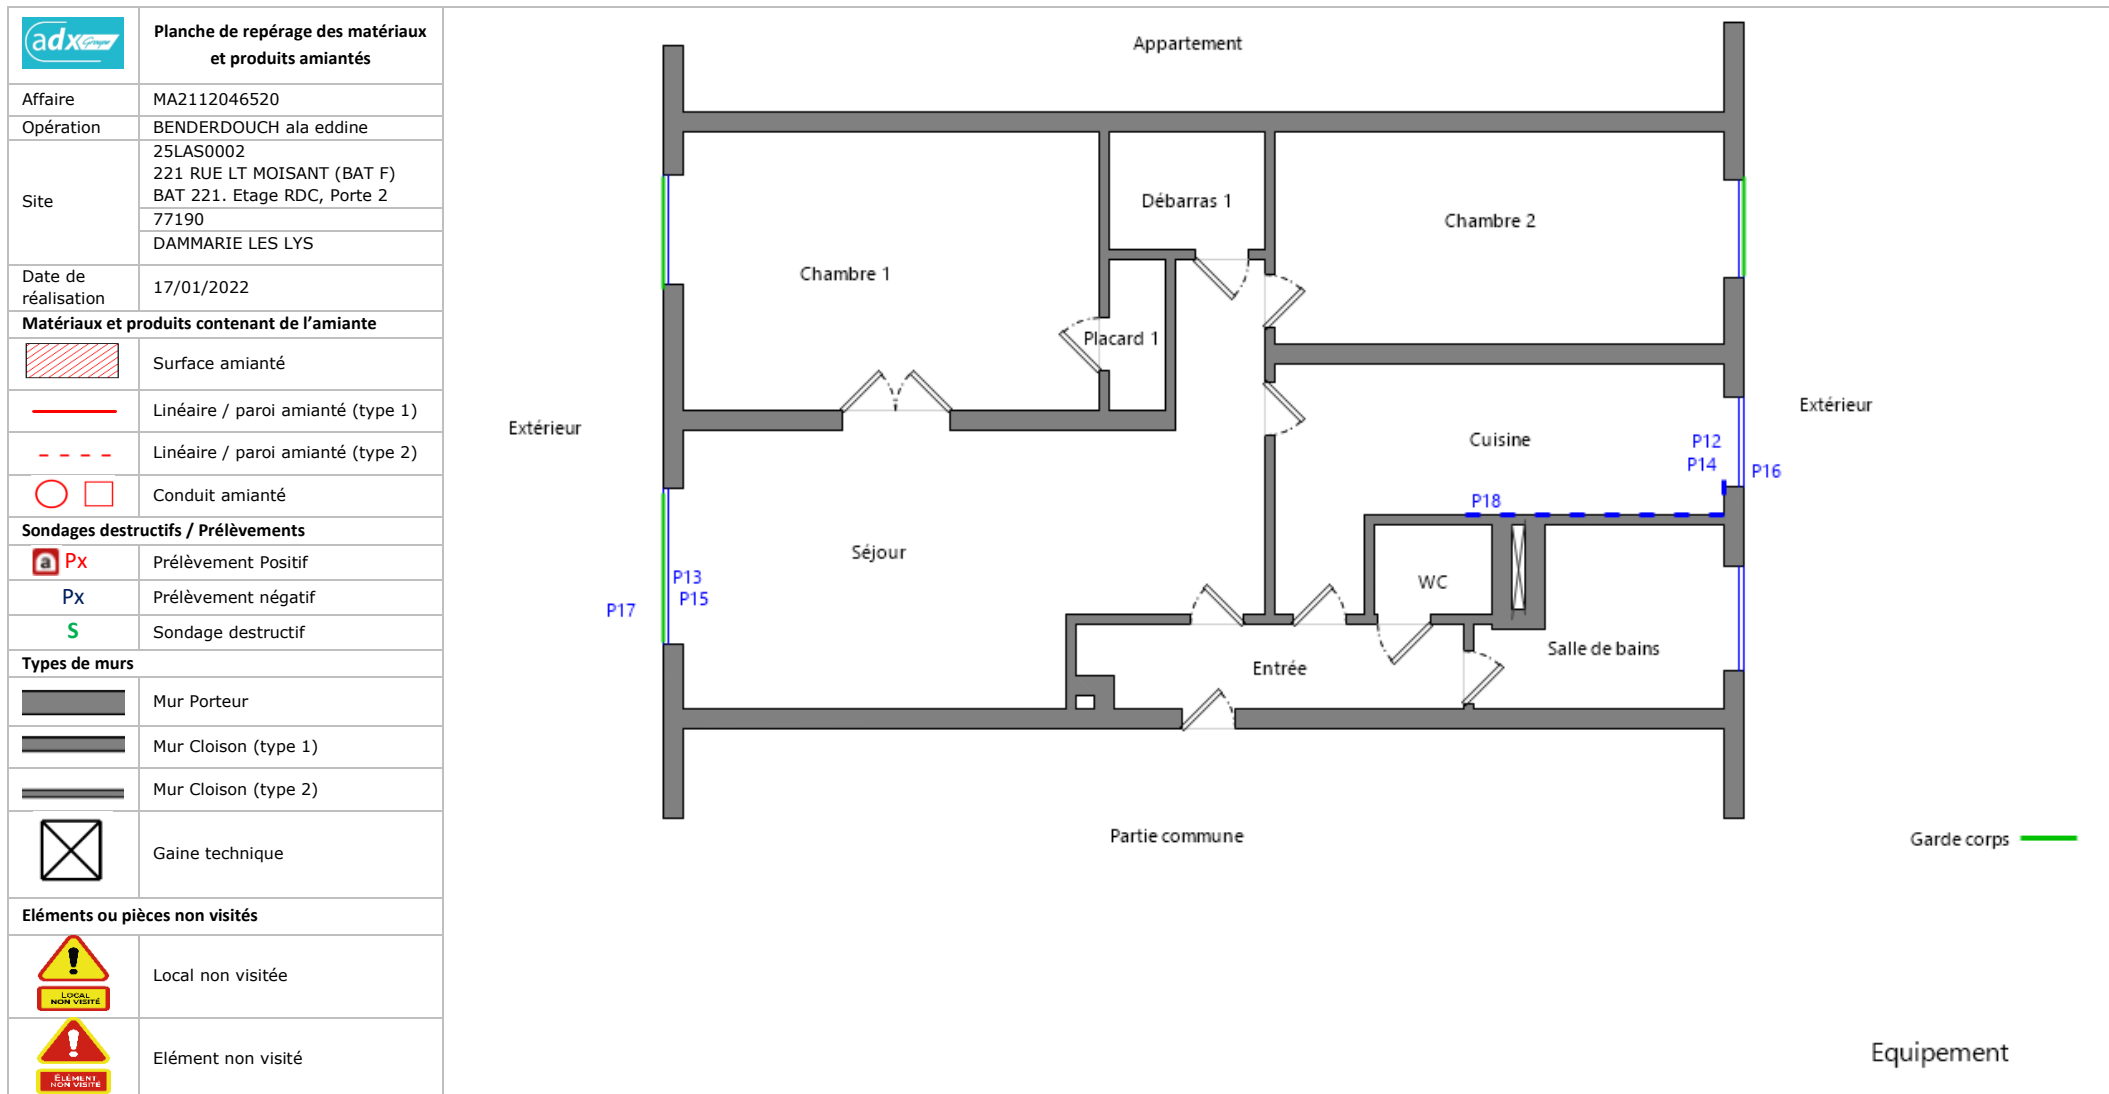 adx Groupe
Planche de repérage des matériaux
et produits amiantés
Affaire
MA2112046520
Opération
BENDERDOUCH ala eddine
Site
25LAS0002
221 RUE LT MOISANT (BAT F)
BAT 221. Etage RDC, Porte 2
77190
DAMMARIE LES LYS
Date de
réalisation
17/01/2022
Matériaux et produits contenant de l'amiante
Surface amianté
Linéaire / paroi amianté (type 1)
Linéaire / paroi amianté (type 2)
Conduit amianté
Sondages destructifs / Prélèvements
a Px
Prélèvement Positif
Px
Prélèvement négatif
S
Sondage destructif
Types de murs
Mur Porteur
Mur Cloison (type 1)
Mur Cloison (type 2)
Gaine technique
Eléments ou pièces non visités
LOCAL
NON VISITÉ
Local non visitée
ÉLÉMENT
NON VISITÉ
Elément non visité
Appartement
Débarras 1
Chambre 2
Chambre 1
Placard 1
Extérieur
Extérieur
Cuisine
P12
P14
P16
P18
Séjour
P13
P15
P17
WC
Salle de bains
Entrée
Partie commune
Garde corps
Equipement